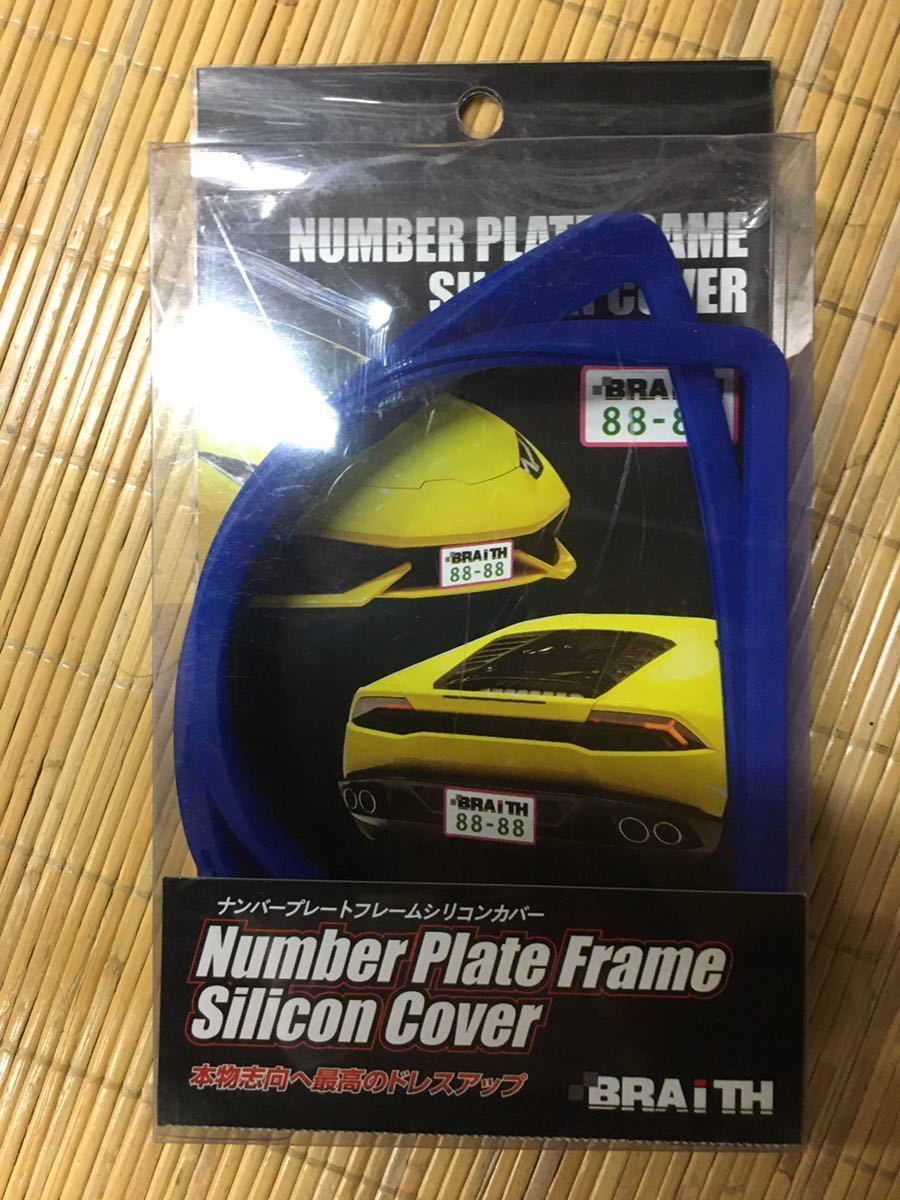 NUMBER PLATE FRAME
COVER
BRAiTH
88-8
BRAiTH
88-88
BRAiTH
88-88
ナンバープレートフレームシリコンカバー
Number Plate Frame
Silicon Cover
本物志向へ最高のドレスアップ
BRAiTH